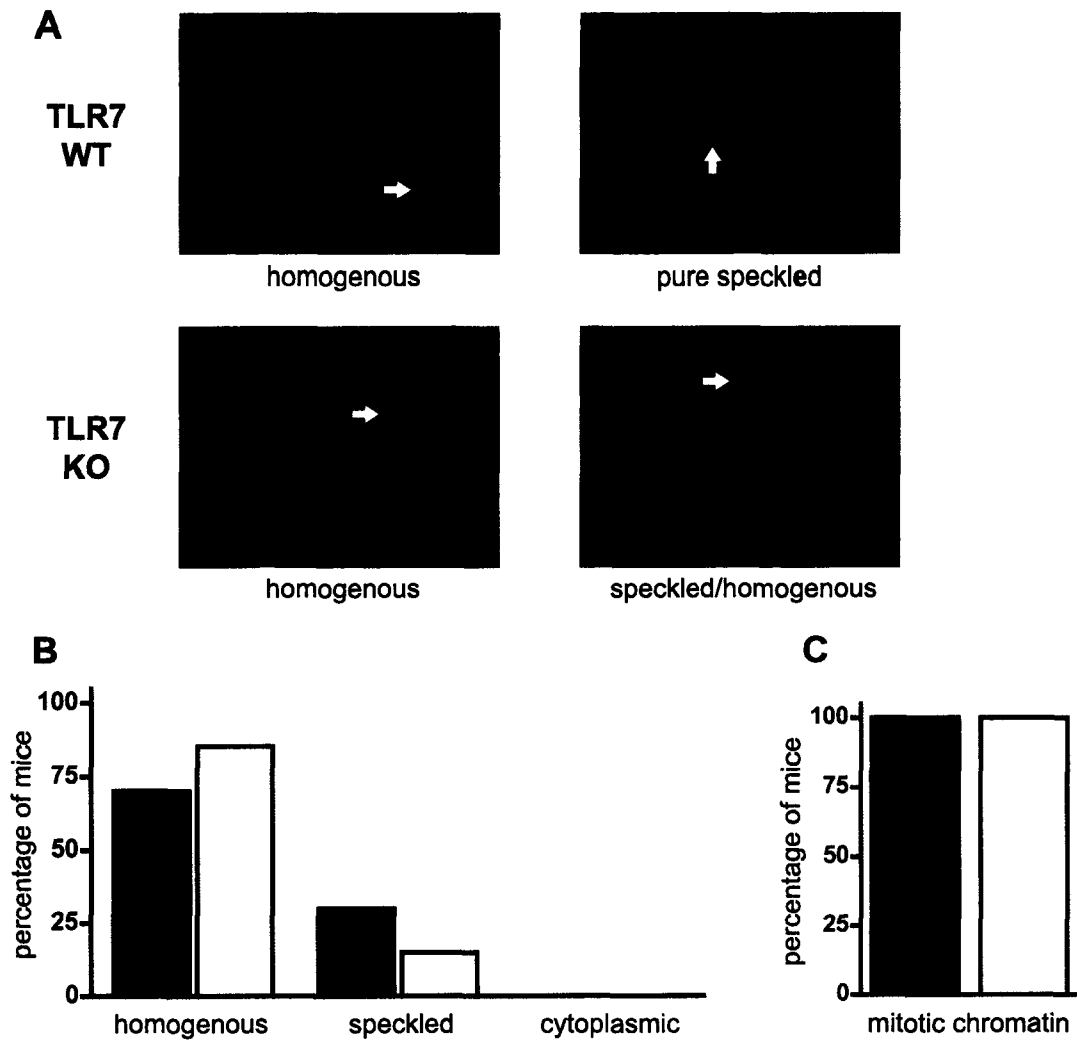 A
TLR7
WT
homogenous
pure speckled
TLR7
KO
homogenous
speckled/homogenous
B
percentage of mice
100
75
50
25
0
homogenous
speckled
cytoplasmic
C
percentage of mice
100
75
50
25
0
mitotic chromatin